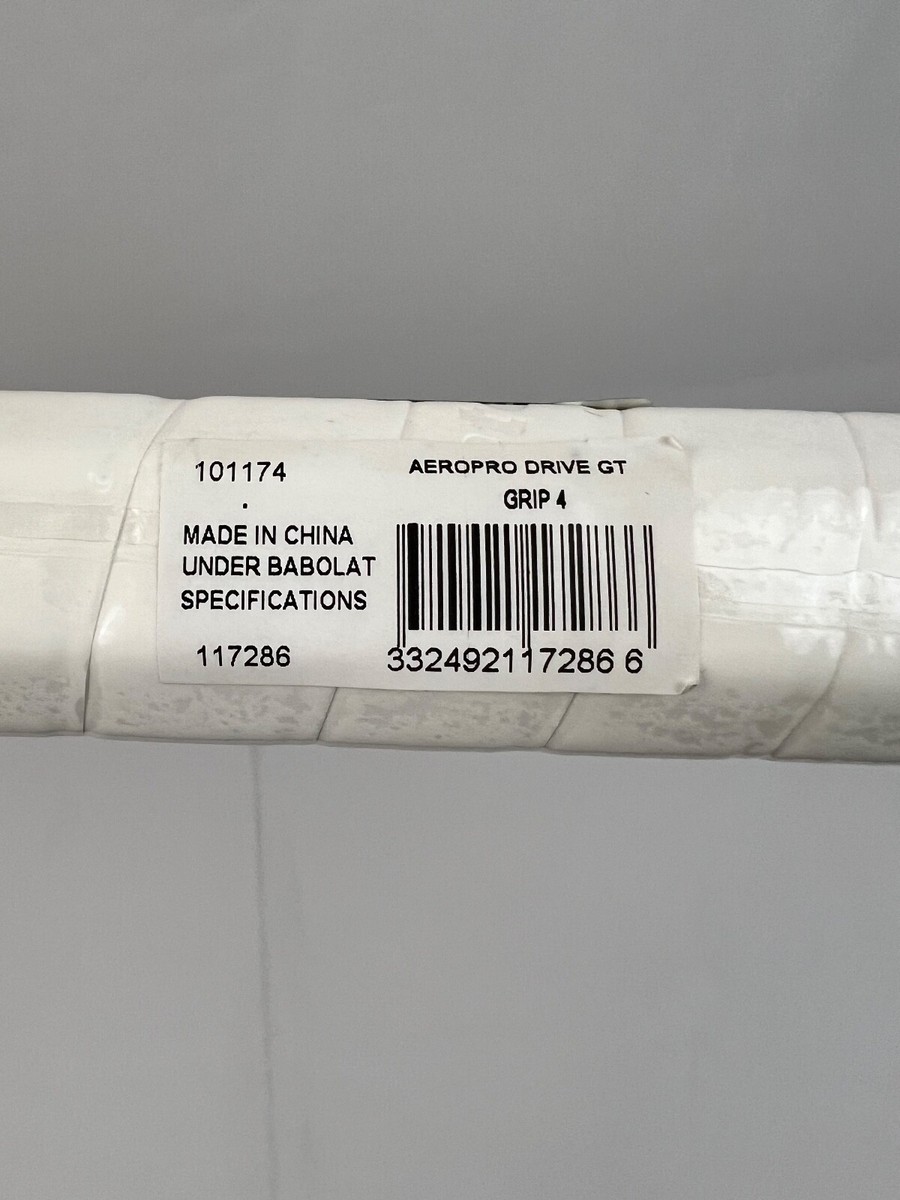 101174
.
MADE IN CHINA
UNDER BABOLAT
SPECIFICATIONS
117286
AEROPRO DRIVE GT
GRIP 4
332492117286 6